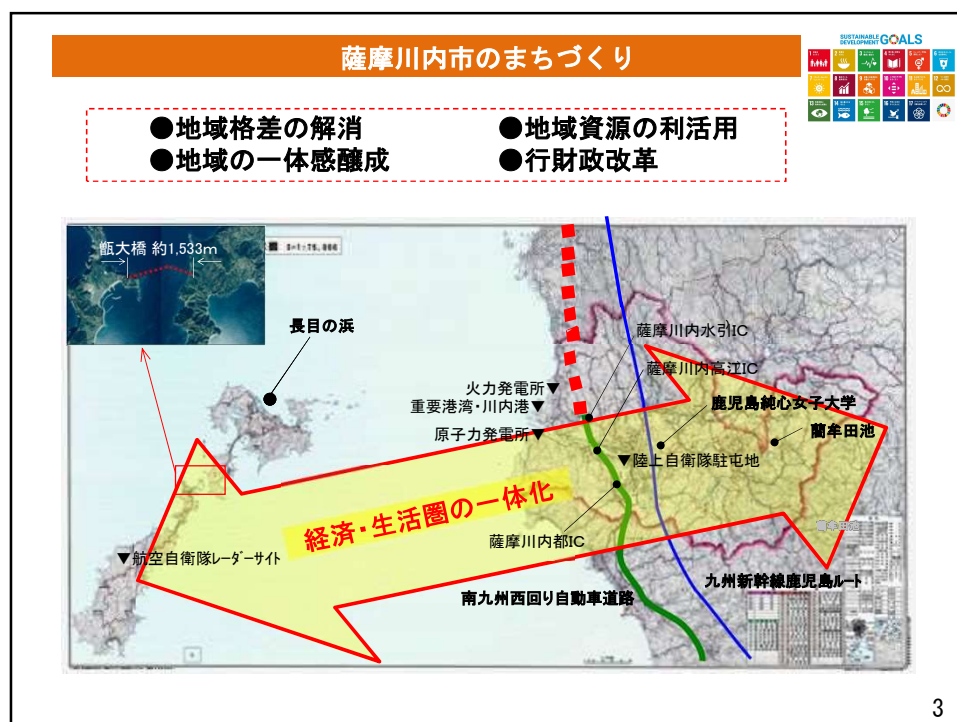 薩摩川内市のまちづくり
SUSTAINABLE
DEVELOPMENT GOALS
●地域格差の解消
●地域資源の利活用
●地域の一体感醸成
●行財政改革
甑大橋 約1,533m
長目の浜
薩摩川内水引IC
薩摩川内高江IC
火力発電所▼
重要港湾・川内港▼
鹿児島純心女子大学
原子力発電所▼
藺牟田池
▼陸上自衛隊駐屯地
経済・生活圏の一体化
藺牟田池
薩摩川内都IC
▼航空自衛隊レーダーサイト
九州新幹線鹿児島ルート
南九州西回り自動車道路
3